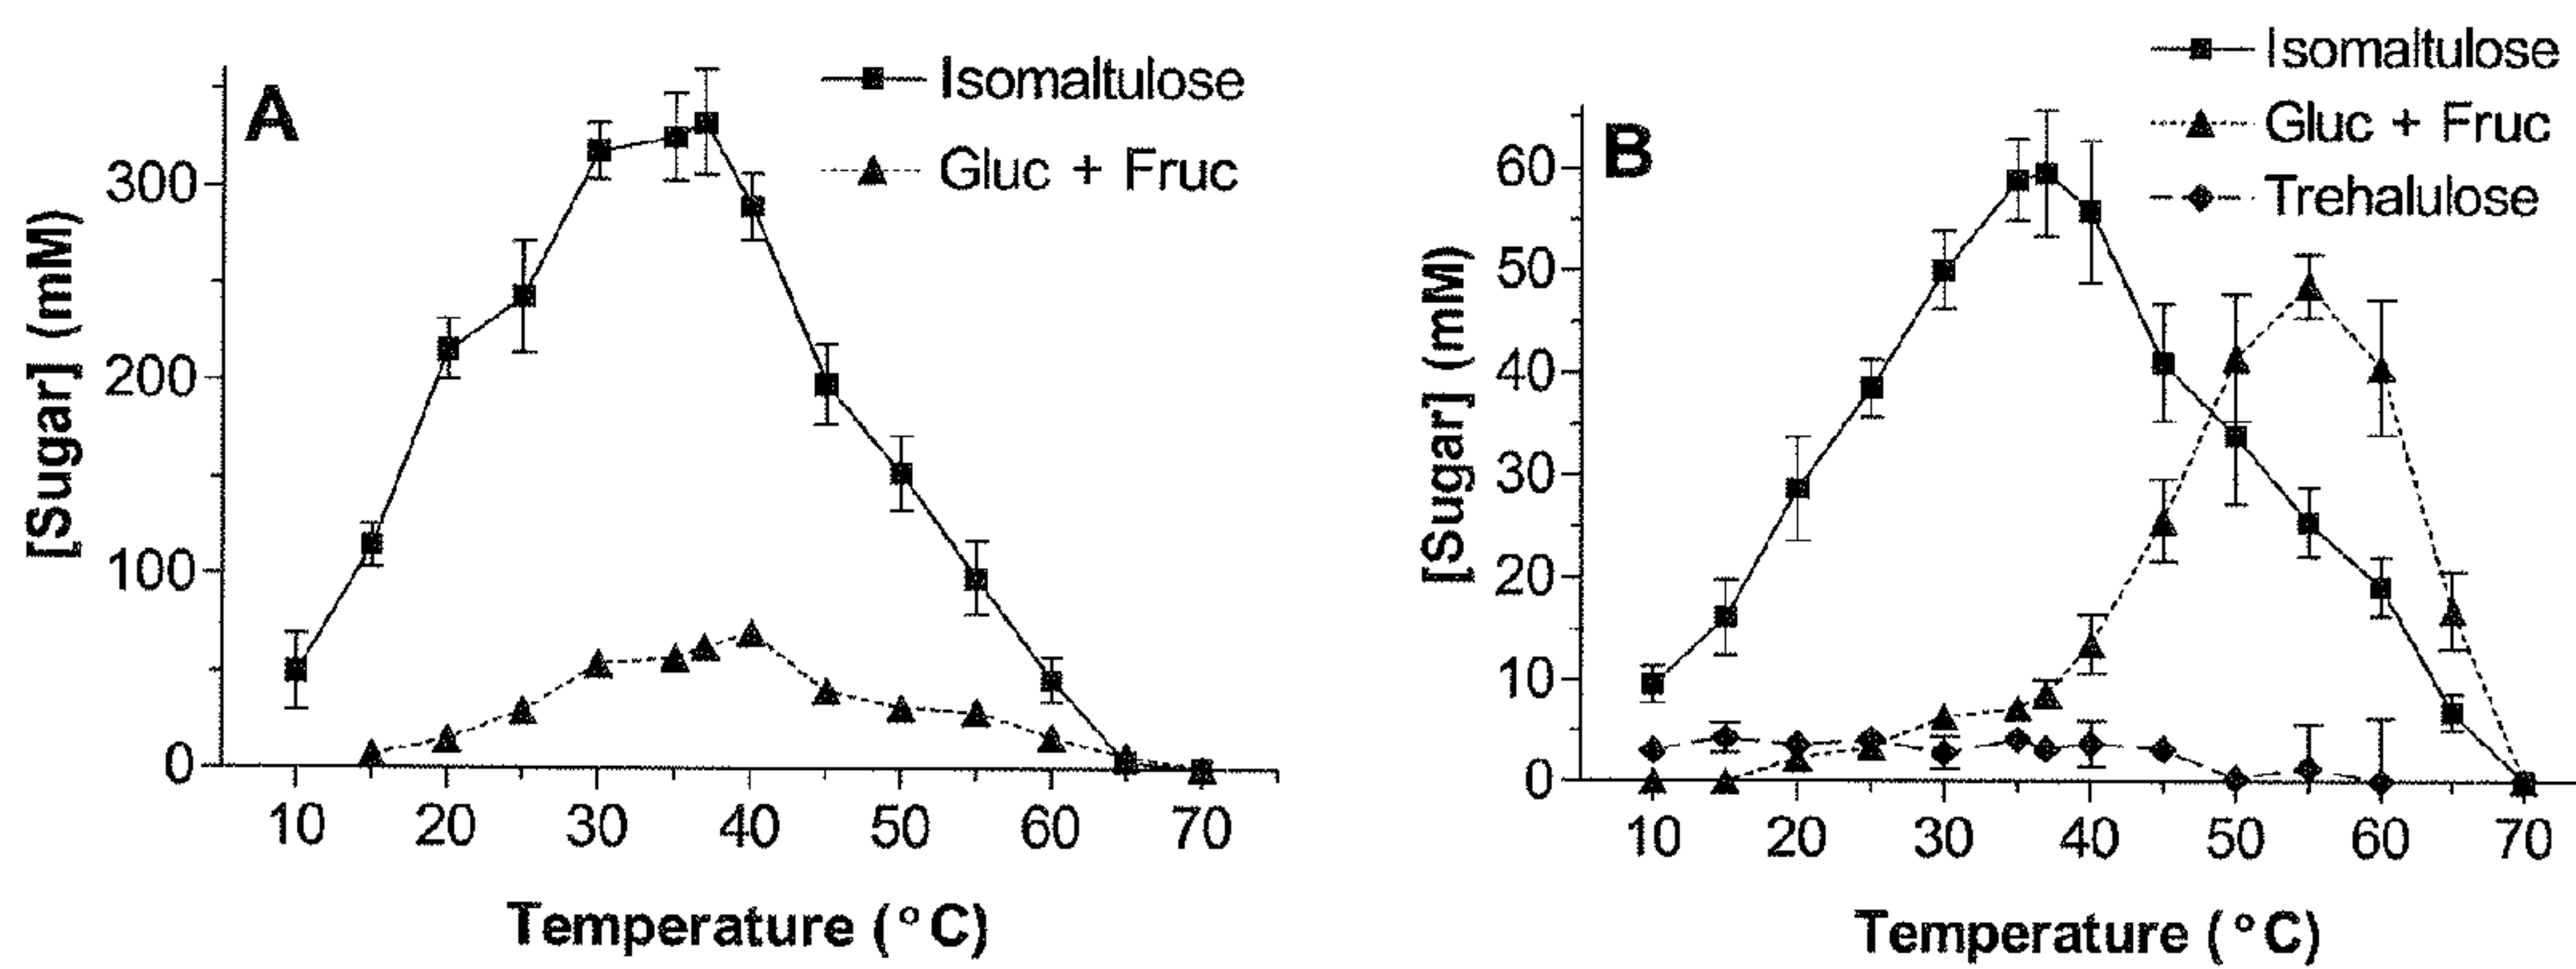 A
Isomaltulose
Gluc + Fruc
[Sugar] (mM)
300
200
100
0
10 20 30 40 50 60 70
Temperature (°C)
B
Isomaltulose
Gluc + Fruc
Trehalulose
[Sugar] (mM)
60
50
40
30
20
10
0
10 20 30 40 50 60 70
Temperature (°C)